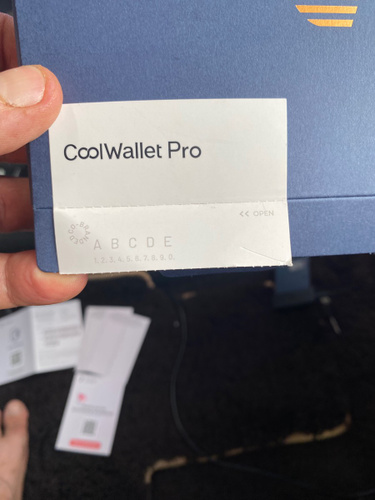 CoolWallet Pro
<< OPEN
A B C D E
1.2.3.4.5.6.7.8.9.0.